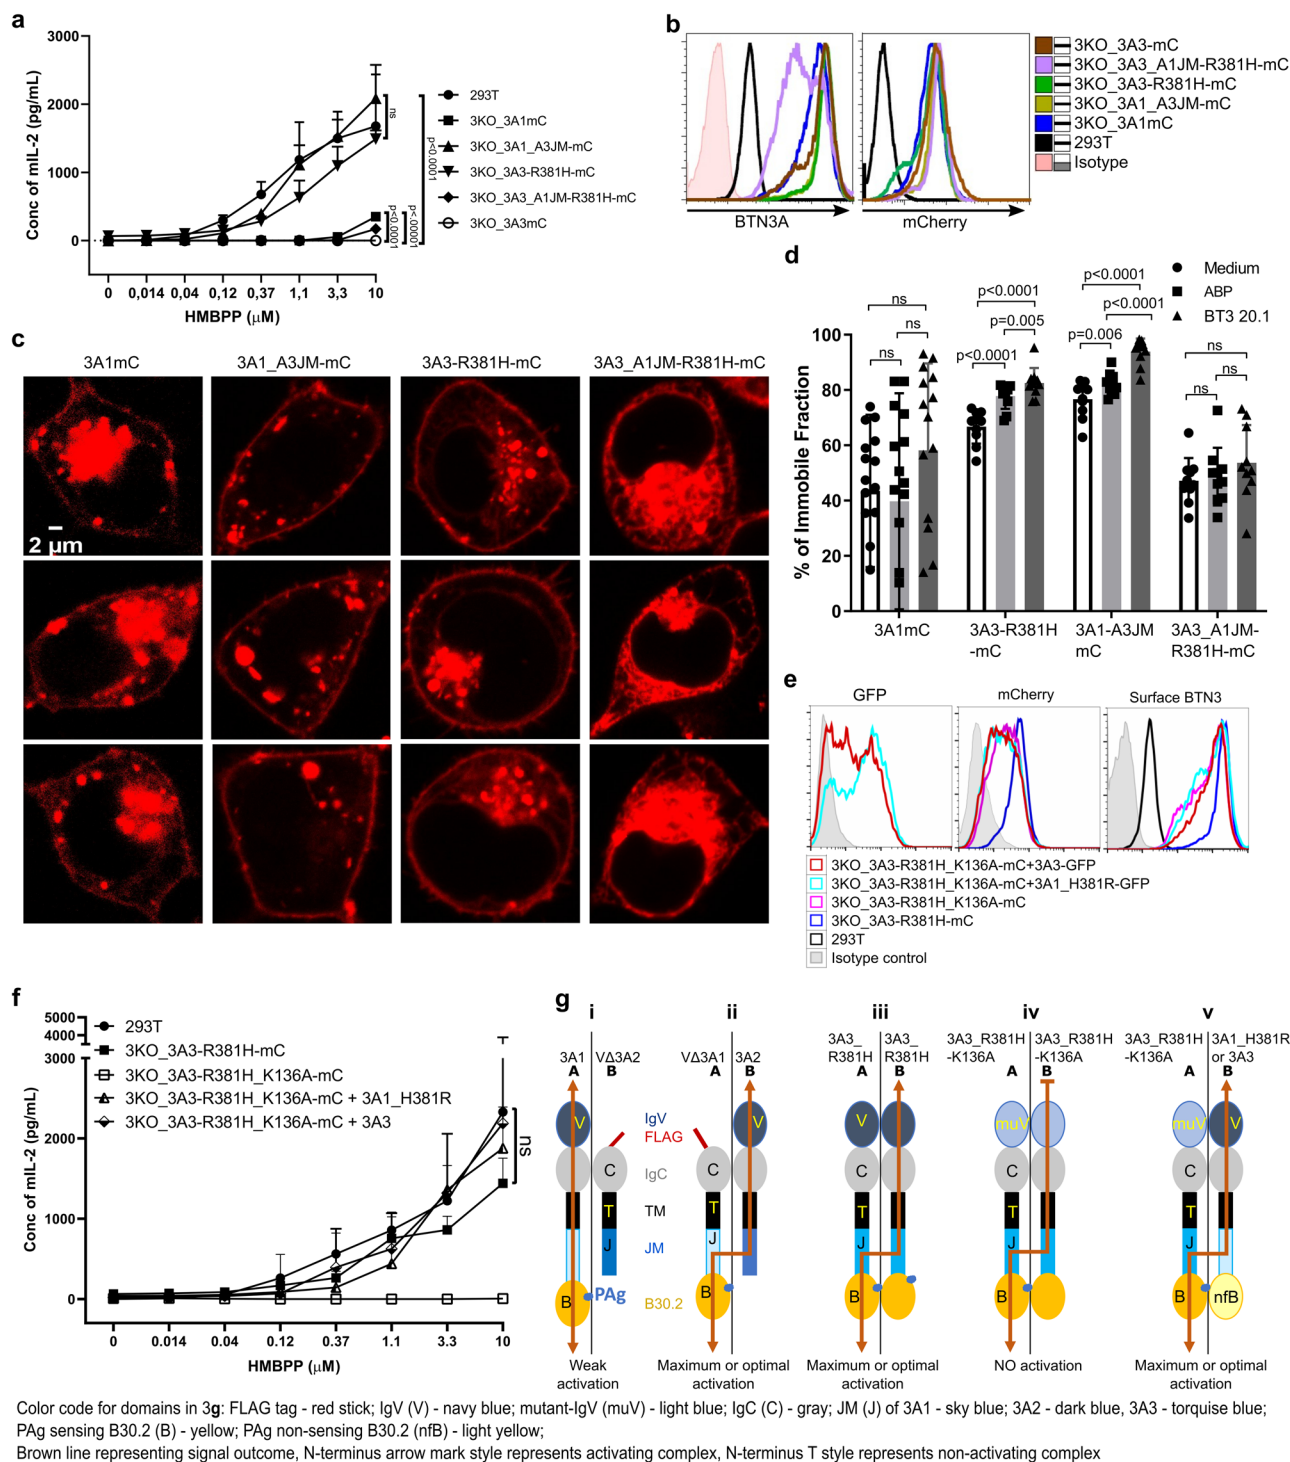 a
3000
2000
1000
0
Conc of mIL-2 (pg/mL)
0 0,014 0,04 0,12 0,37 1,1 3,3 10
HMBPP (µM)
ns
p<0.0001
p<0.0001
p<0.00001
293T
3KO_3A1mC
3KO_3A1_A3JM-mC
3KO_3A3-R381H-mC
3KO_3A3_A1JM-R381H-mC
3KO_3A3mC
b
BTN3A
mCherry
3KO_3A3-mC
3KO_3A3_A1JM-R381H-mC
3KO_3A3-R381H-mC
3KO_3A1_A3JM-mC
3KO_3A1mC
293T
Isotype
c
3A1mC 3A1_A3JM-mC 3A3-R381H-mC 3A3_A1JM-R381H-mC
2 µm
d
Medium
ABP
BT3 20.1
% of Immobile Fraction
100
80
60
40
20
0
ns
ns
ns
p<0.0001
p=0.005
p<0.0001
p<0.0001
p<0.0001
p=0.006
ns
ns
ns
3A1mC
3A3-R381H
-mC
3A1-A3JM
mC
3A3_A1JM-
R381H-mC
e
GFP mCherry Surface BTN3
3KO_3A3-R381H_K136A-mC+3A3-GFP
3KO_3A3-R381H_K136A-mC+3A1_H381R-GFP
3KO_3A3-R381H_K136A-mC
3KO_3A3-R381H-mC
293T
Isotype control
f
5000
4000
3000
2000
1000
0
Conc of mIL-2 (pg/mL)
293T
3KO_3A3-R381H-mC
3KO_3A3-R381H_K136A-mC
3KO_3A3-R381H_K136A-mC + 3A1_H381R
3KO_3A3-R381H_K136A-mC + 3A3
ns
0 0.014 0.04 0.12 0.37 1.1 3.3 10
HMBPP (µM)
g
i ii iii iv v
3A1 VΔ3A2
A B
VΔ3A1 3A2
A B
3A3_
R381H
A
3A3_
R381H
B
3A3_R381H
-K136A
A
3A3_R381H
-K136A
B
3A3_R381H
-K136A
A
3A1_H381R
or 3A3
B
V IgV V V muV muV V
FLAG
C IgC C C C C
T TM T T T T
J JM J J J J
B PAg B30.2 B B B B nfB
Weak
activation
Maximum or optimal
activation
Maximum or optimal
activation
NO activation
Maximum or optimal
activation
Color code for domains in 3g: FLAG tag - red stick; IgV (V) - navy blue; mutant-IgV (muV) - light blue; IgC (C) - gray; JM (J) of 3A1 - sky blue; 3A2 - dark blue, 3A3 - torquise blue;
PAg sensing B30.2 (B) - yellow; PAg non-sensing B30.2 (nfB) - light yellow;
Brown line representing signal outcome, N-terminus arrow mark style represents activating complex, N-terminus T style represents non-activating complex